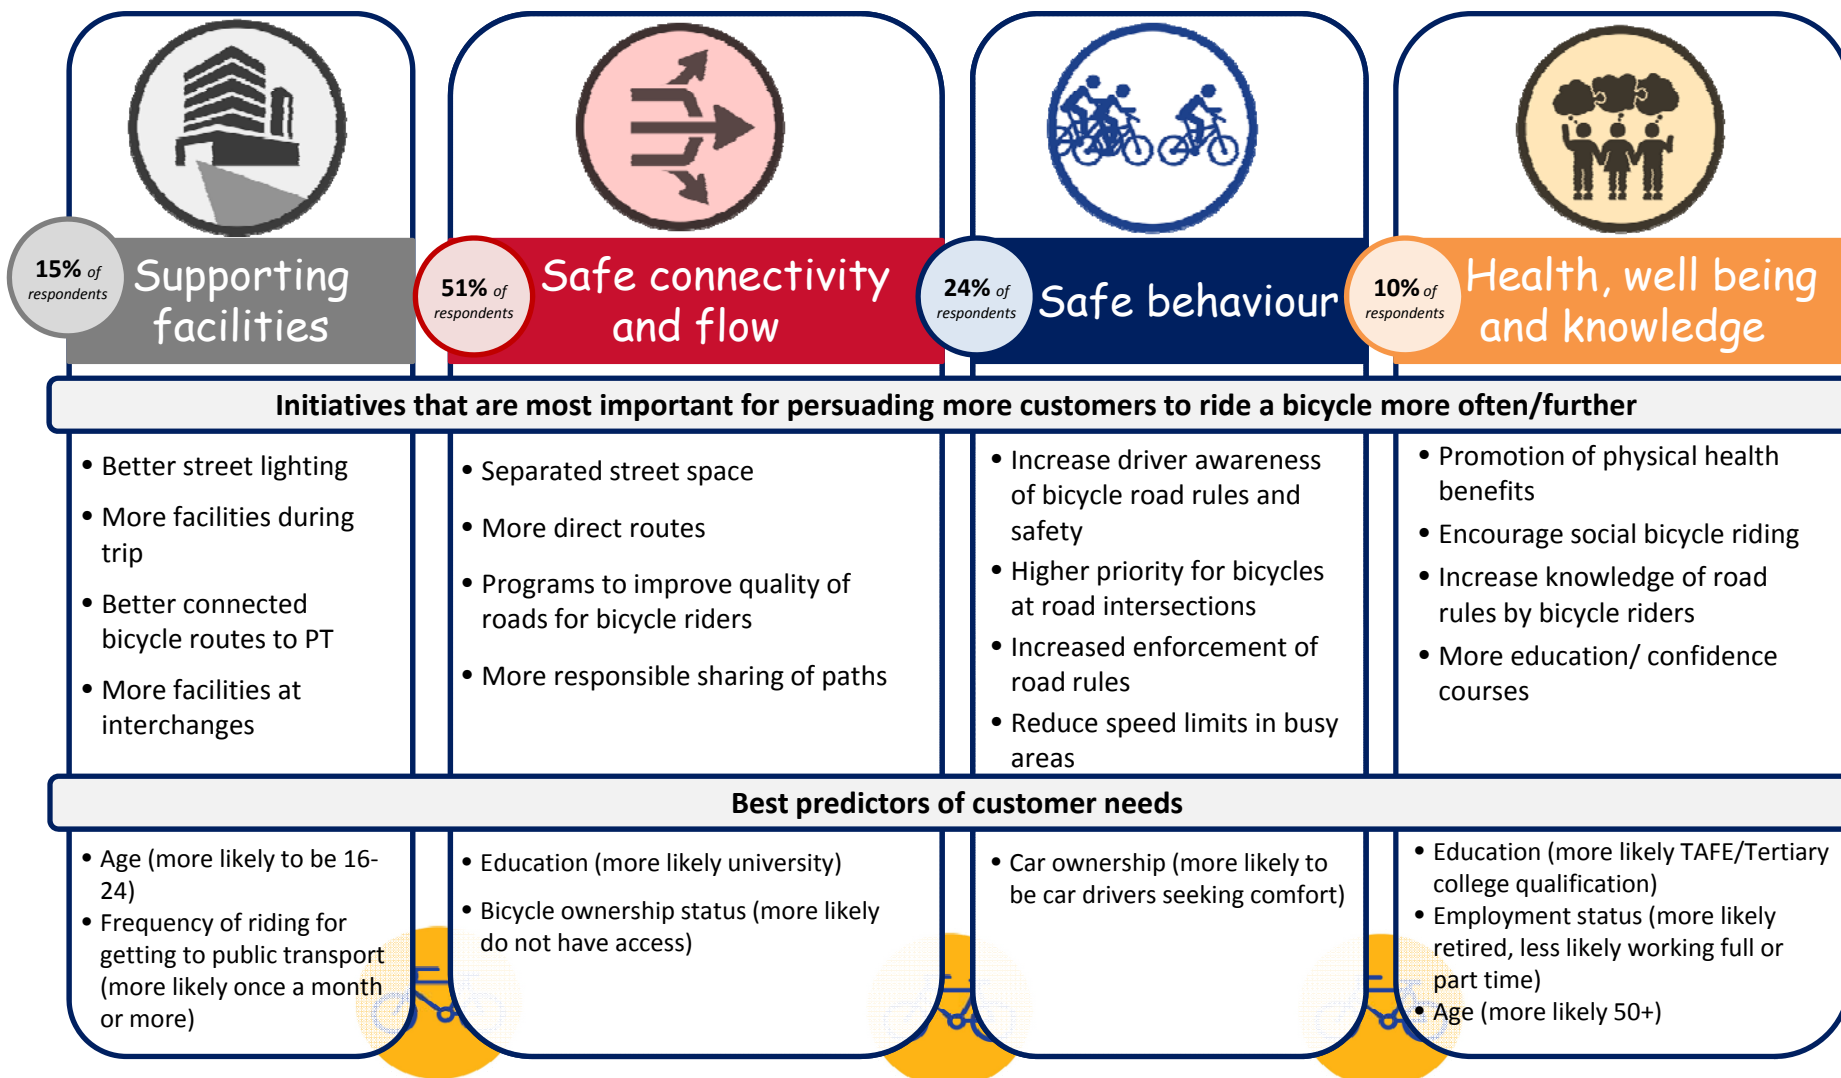 15% of
respondents
Supporting
facilities
51% of
respondents
Safe connectivity
and flow
24% of
respondents
Safe behaviour
10% of
respondents
Health, well being
and knowledge
Initiatives that are most important for persuading more customers to ride a bicycle more often/further
• Better street lighting
• More facilities during
trip
• Better connected
bicycle routes to PT
• More facilities at
interchanges
• Separated street space
• More direct routes
• Programs to improve quality of
roads for bicycle riders
• More responsible sharing of paths
• Increase driver awareness
of bicycle road rules and
safety
• Higher priority for bicycles
at road intersections
• Increased enforcement of
road rules
• Reduce speed limits in busy
areas
• Promotion of physical health
benefits
• Encourage social bicycle riding
• Increase knowledge of road
rules by bicycle riders
• More education/ confidence
courses
Best predictors of customer needs
• Age (more likely to be 16-
24)
• Frequency of riding for
getting to public transport
(more likely once a month
or more)
• Education (more likely university)
• Bicycle ownership status (more likely
do not have access)
• Car ownership (more likely to
be car drivers seeking comfort)
• Education (more likely TAFE/Tertiary
college qualification)
• Employment status (more likely
retired, less likely working full or
part time)
• Age (more likely 50+)